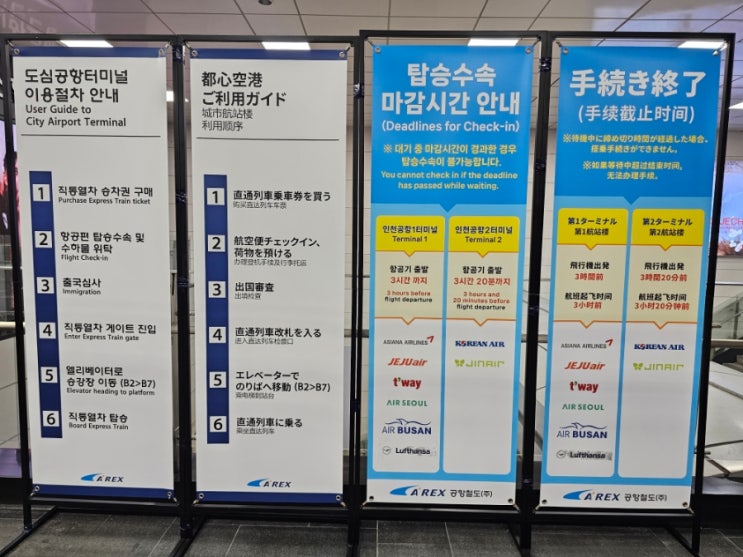 도심공항터미널
이용절차 안내
User Guide to
City Airport Terminal
1
직통열차 승차권 구매
Purchase Express Train ticket
2
항공편 탑승수속 및
수하물 위탁
Flight Check-in
3
출국심사
Immigration
4
직통열차 게이트 진입
Enter Express Train gate
5
엘리베이터로
승강장 이동 (B2>B7)
Elevator heading to platform
6
직통열차 탑승
Board Express Train
A'REX
都心空港
ご利用ガイド
城市航站楼
利用顺序
1
直通列車乗車券を買う
购买直达列车车票
2
航空便チェックイン、
荷物を預ける
办理登机手续及行李托运
3
出国審査
出境检查
4
直通列車改札を入る
进入直达列车检票口
5
エレベーターで
のりばへ移動 (B2>B7)
乘电梯到站台
6
直通列車に乗る
乘坐直达列车
A'REX
탑승수속
마감시간 안내
(Deadlines for Check-in)
※ 대기 중 마감시간이 경과한 경우
탑승수속이 불가능합니다.
You cannot check in if the deadline
has passed while waiting.
인천공항1터미널
Terminal 1
항공기 출발
3시간 까지
3 hours before
flight departure
ASIANA AIRLINES
JEJUair
t'way
AIR SEOUL
AIR BUSAN
Lufthansa
인천공항2터미널
Terminal 2
항공기 출발
3시간 20분까지
3 hours and
20 minutes before
flight departure
KOREAN AIR
JINAIR
A'REX 공항철도(주)
手続き終了
(手续截止时间)
※待機中に締め切り時間が経過した場合、
搭乗手続きができません。
※如果等待中超过结束时间,
无法办理手续。
第1ターミナル
第1航站楼
飛行機出発
3時間前
航班起飞时间
3小时前
ASIANA AIRLINES
JEJUair
t'way
AIR SEOUL
AIR BUSAN
Lufthansa
第2ターミナル
第2航站楼
飛行機出発
3時間20分前
航班起飞时间
3小时20分钟前
KOREAN AIR
JINAIR
A'REX 공항철도(주)